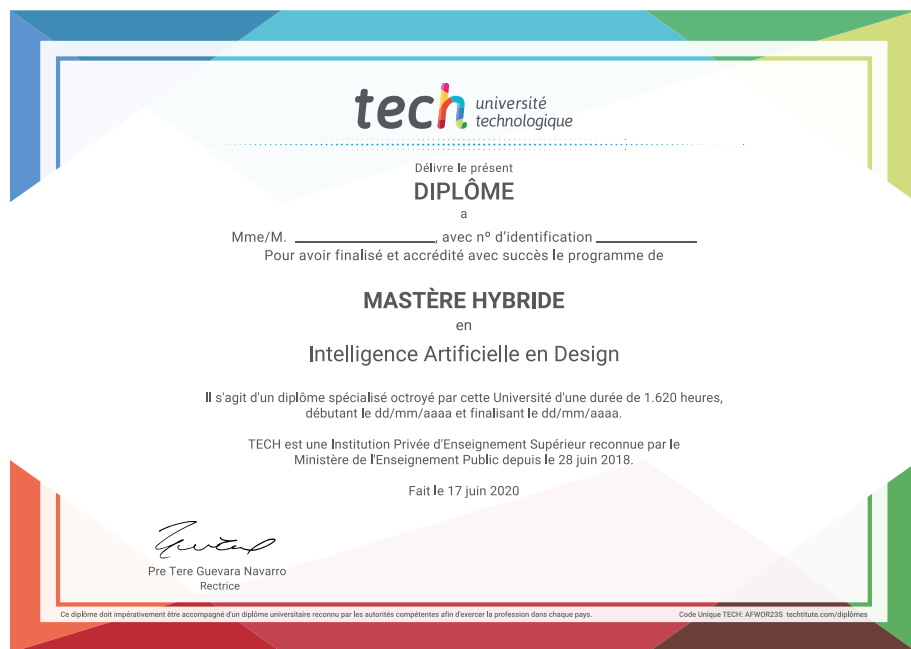 tech université
technologique
Délivre le présent
DIPLÔME
a
Mme/M. ____________, avec nº d'identification ____________
Pour avoir finalisé et accrédité avec succès le programme de
MASTÈRE HYBRIDE
en
Intelligence Artificielle en Design
Il s'agit d'un diplôme spécialisé octroyé par cette Université d'une durée de 1.620 heures,
débutant le dd/mm/aaaa et finalisant le dd/mm/aaaa.
TECH est une Institution Privée d'Enseignement Supérieur reconnue par le
Ministère de l'Enseignement Public depuis le 28 juin 2018.
Fait le 17 juin 2020
Pre Tere Guevara Navarro
Rectrice
Ce diplôme doit impérativement être accompagné d'un diplôme universitaire reconnu par les autorités compétentes afin d'exercer la profession dans chaque pays.
Code Unique TECH: AFWOR23S techtitute.com/diplômes